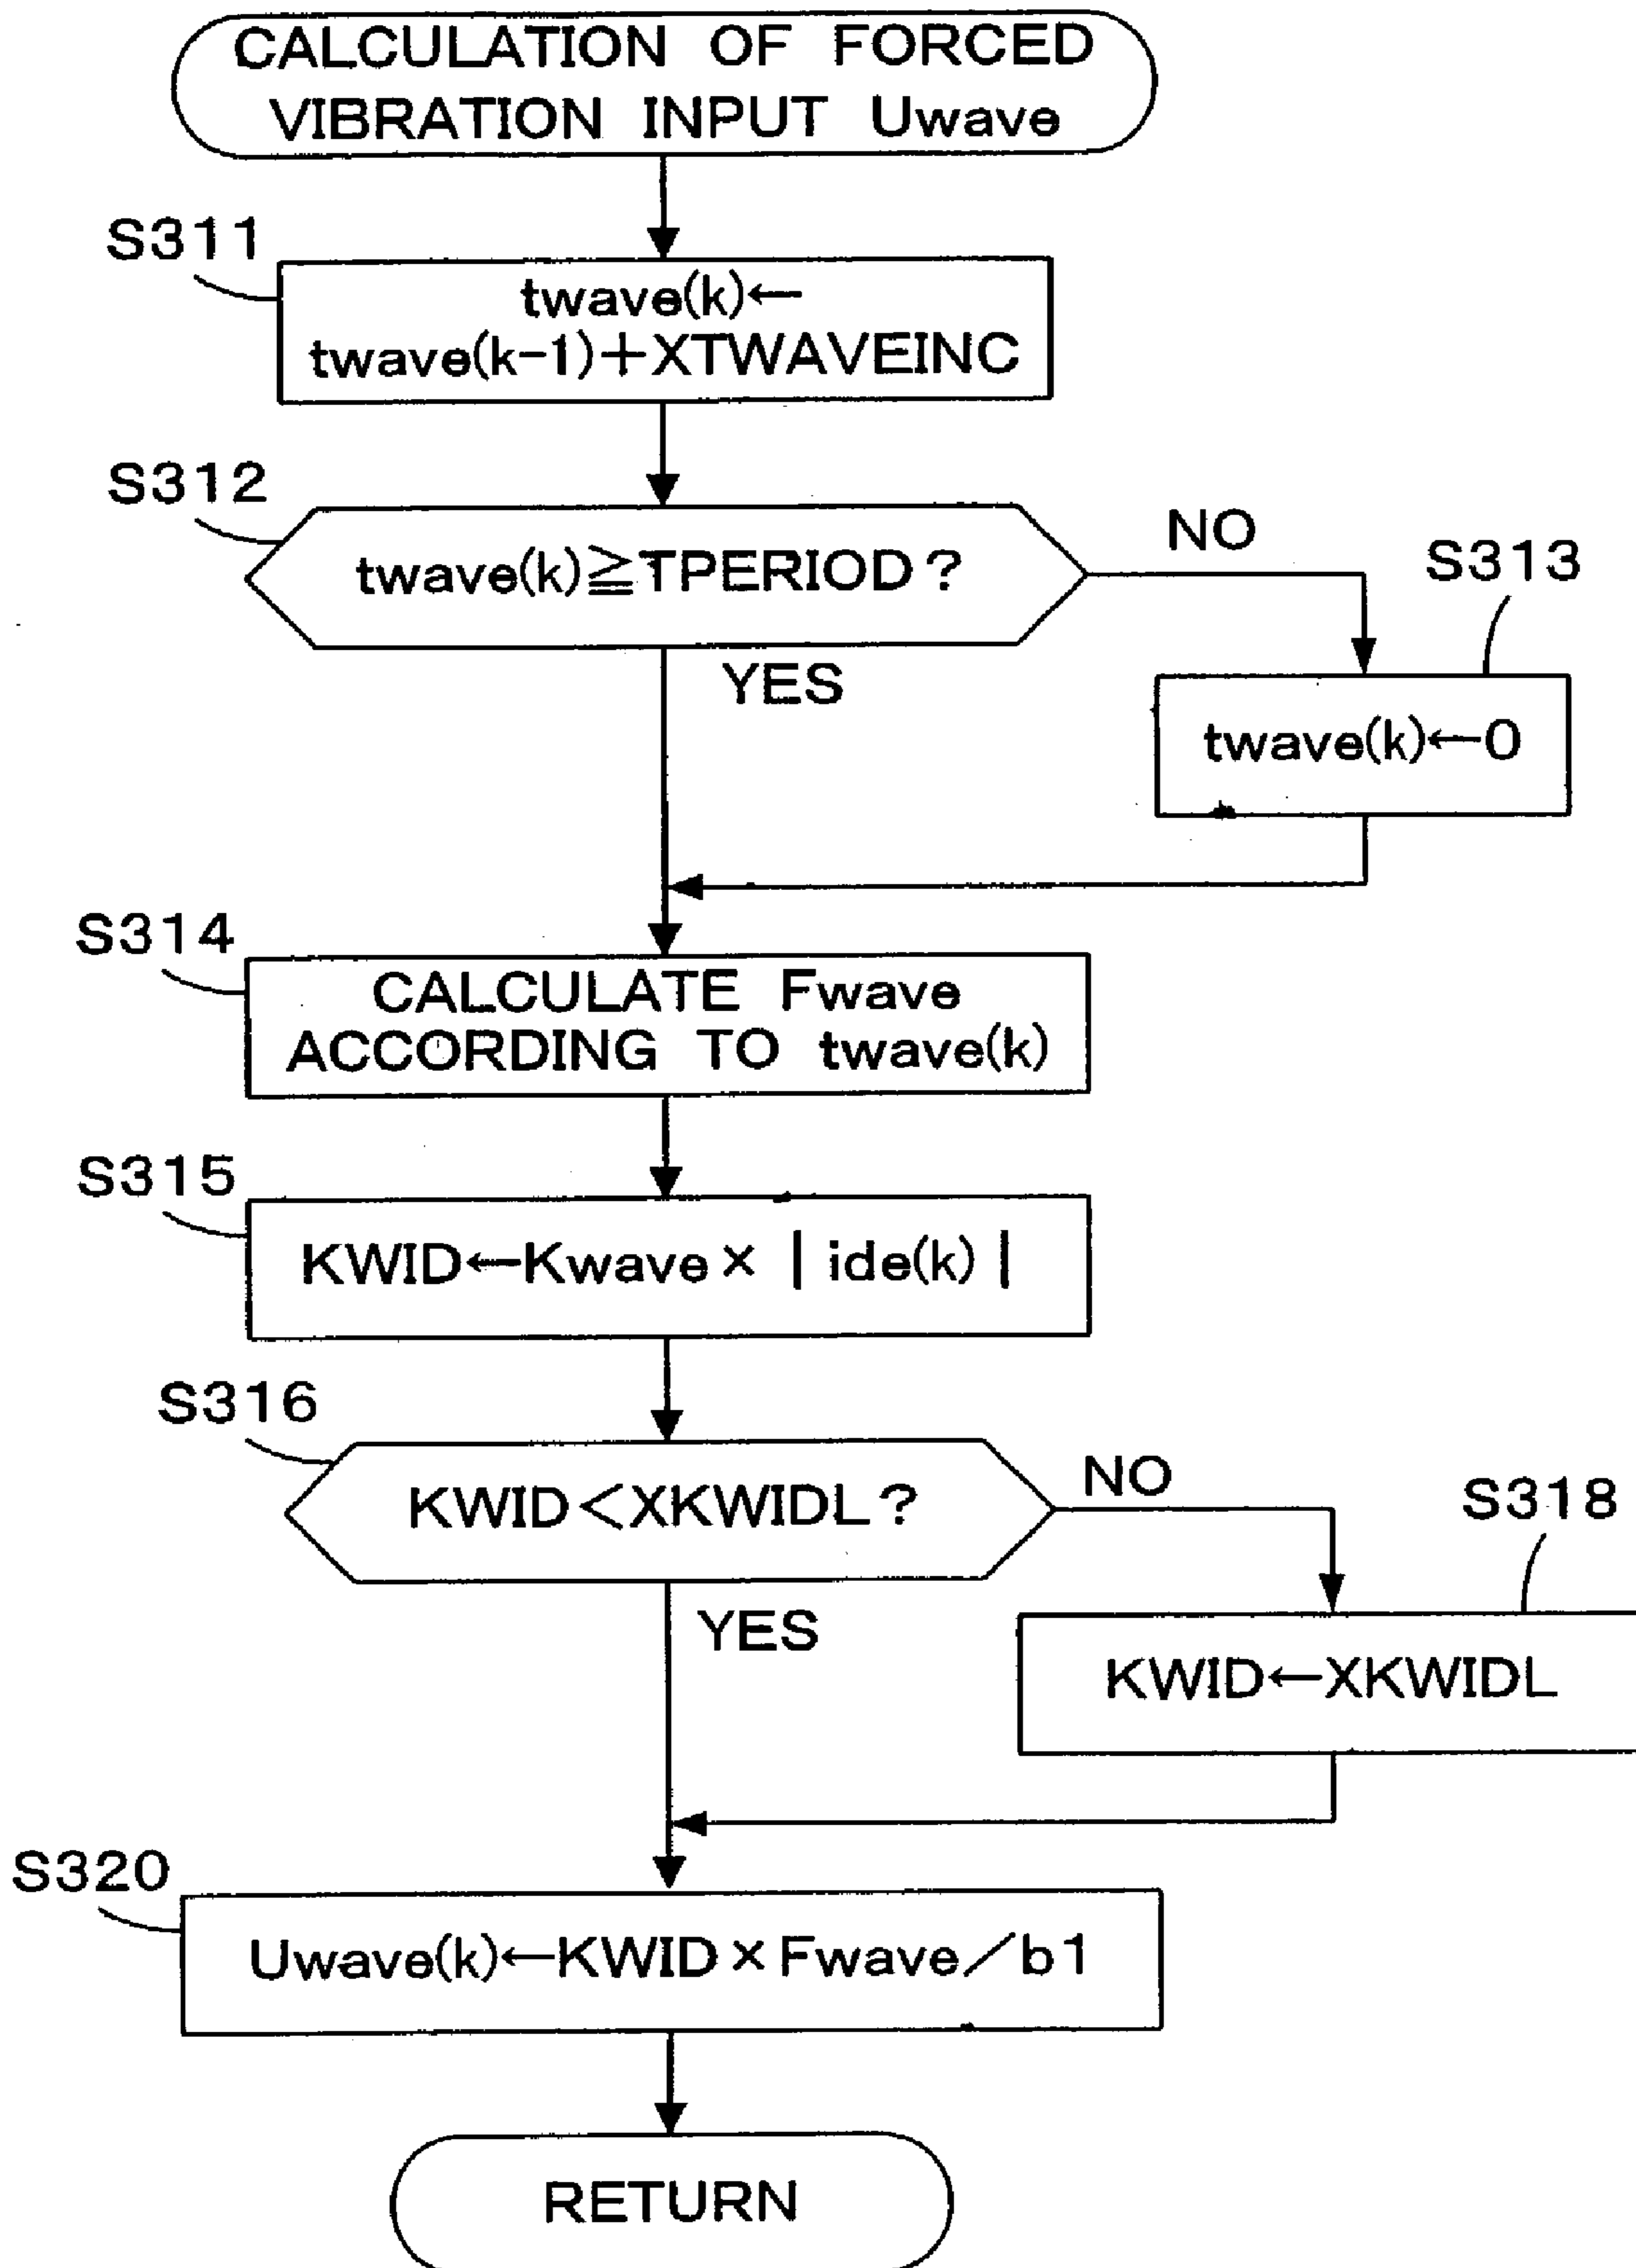 CALCULATION OF FORCED
VIBRATION INPUT Uwave
S311
twave(k)←
twave(k-1)+XTWAVEINC
S312
twave(k)≧TPERIOD?
NO
S313
YES
twave(k)←0
S314
CALCULATE Fwave
ACCORDING TO twave(k)
S315
KWID←Kwave×|ide(k)|
S316
KWID<XKWIDL?
NO
S318
YES
KWID←XKWIDL
S320
Uwave(k)←KWID×Fwave/b1
RETURN